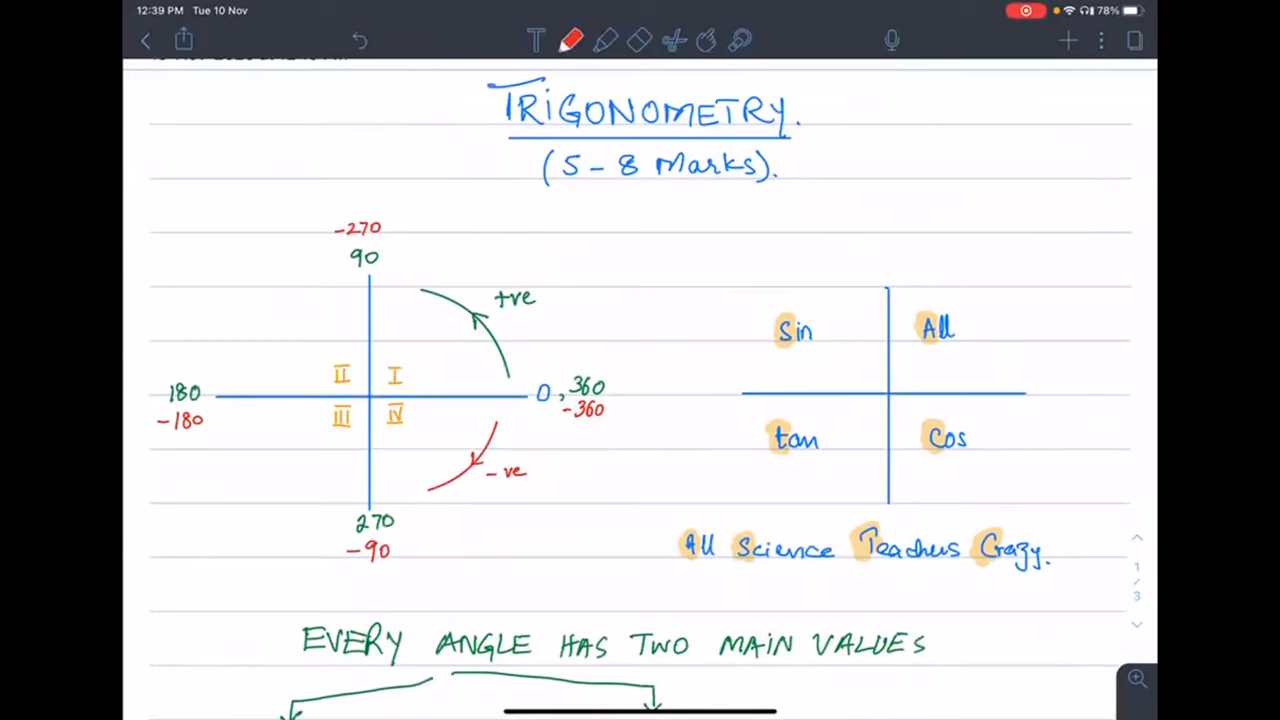 12:39 PM Tue 10 Nov
78%
TRIGONOMETRY.
(5 - 8 Marks).
-270
90
+ve
II I
180
0, 360
-180
III IV
-360
- ve
270
-90
Sin All
tan Cos
All Science Teachers Crazy.
1
/
3
EVERY ANGLE HAS TWO MAIN VALUES